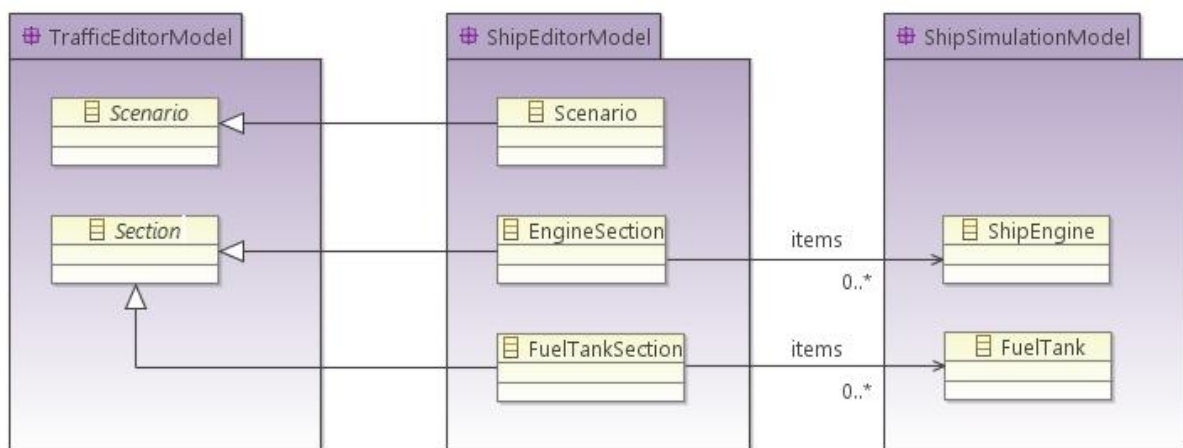 TrafficEditorModel
ShipEditorModel
ShipSimulationModel
Scenario
Scenario
Section
EngineSection
items
0..*
ShipEngine
FuelTankSection
items
0..*
FuelTank